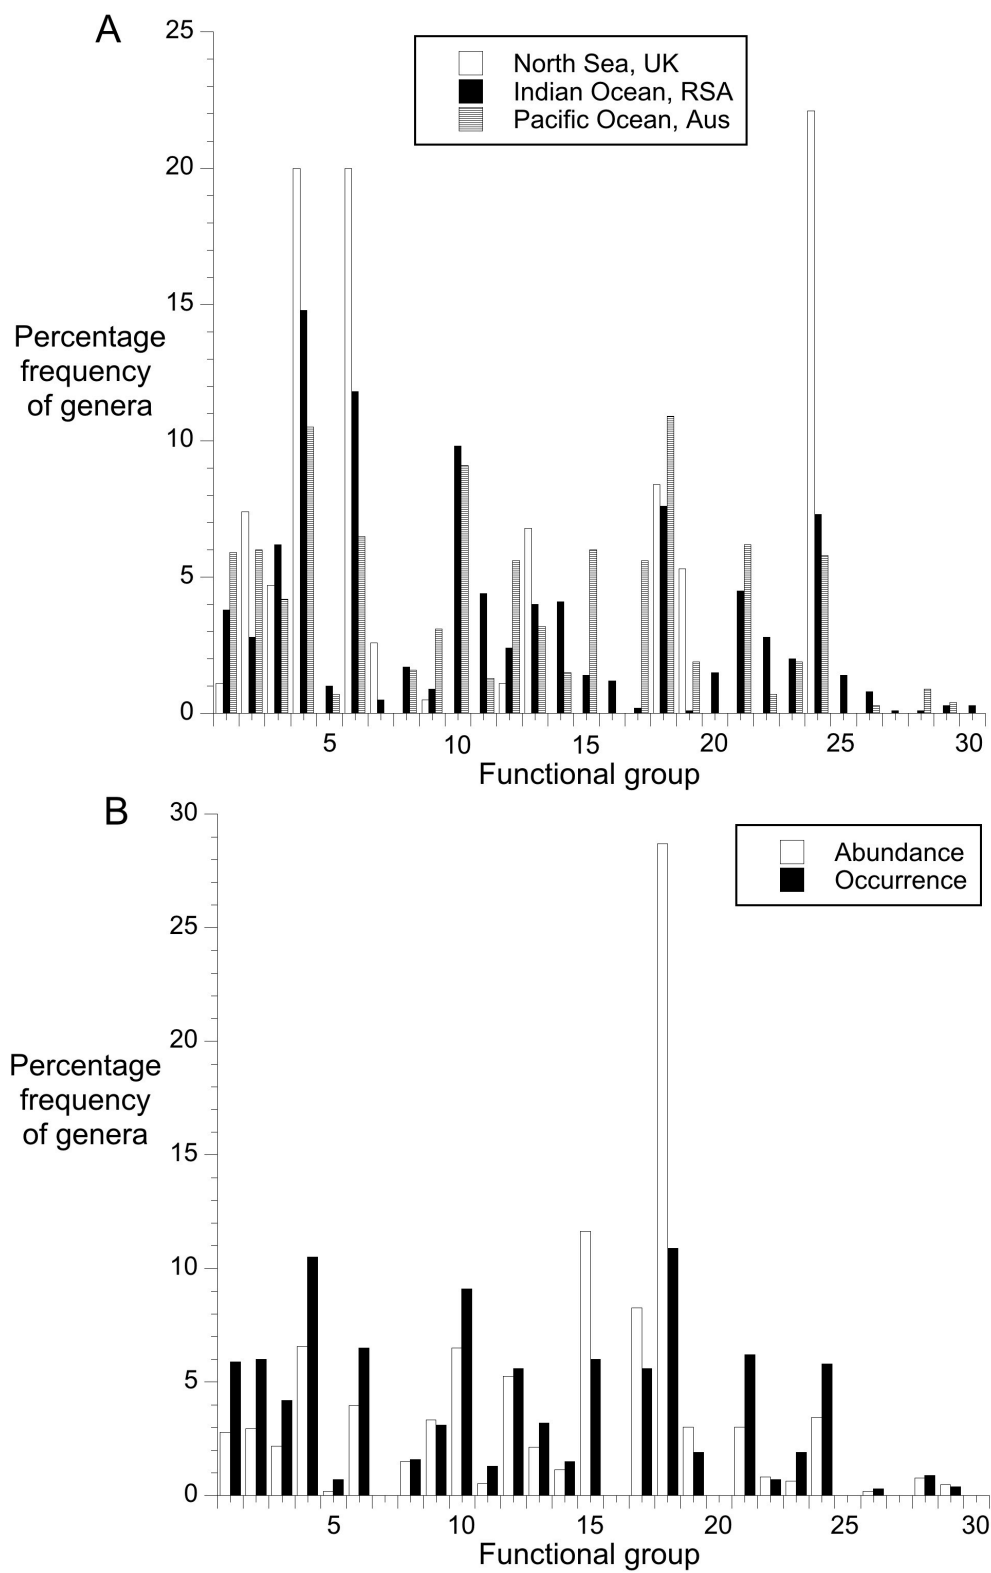 A
25
North Sea, UK
Indian Ocean, RSA
Pacific Ocean, Aus
20
15
Percentage
frequency
of genera
10
5
0
5 10 15 20 25 30
Functional group
B
30
Abundance
Occurrence
25
20
Percentage
frequency
of genera
15
10
5
0
5 10 15 20 25 30
Functional group